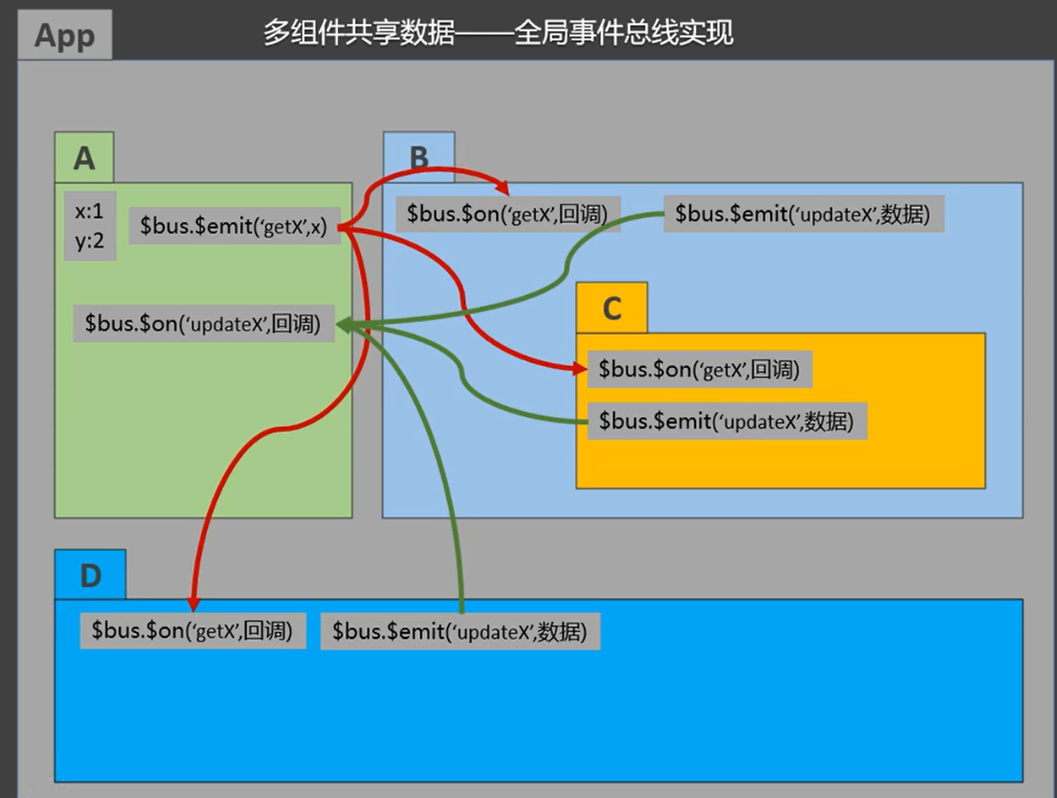 App
多组件共享数据——全局事件总线实现
A
B
x:1
y:2
$bus.$emit(‘getX’,x)
$bus.$on(‘getX’,回调)
$bus.$emit(‘updateX’,数据)
$bus.$on(‘updateX’,回调)
C
$bus.$on(‘getX’,回调)
$bus.$emit(‘updateX’,数据)
D
$bus.$on(‘getX’,回调)
$bus.$emit(‘updateX’,数据)